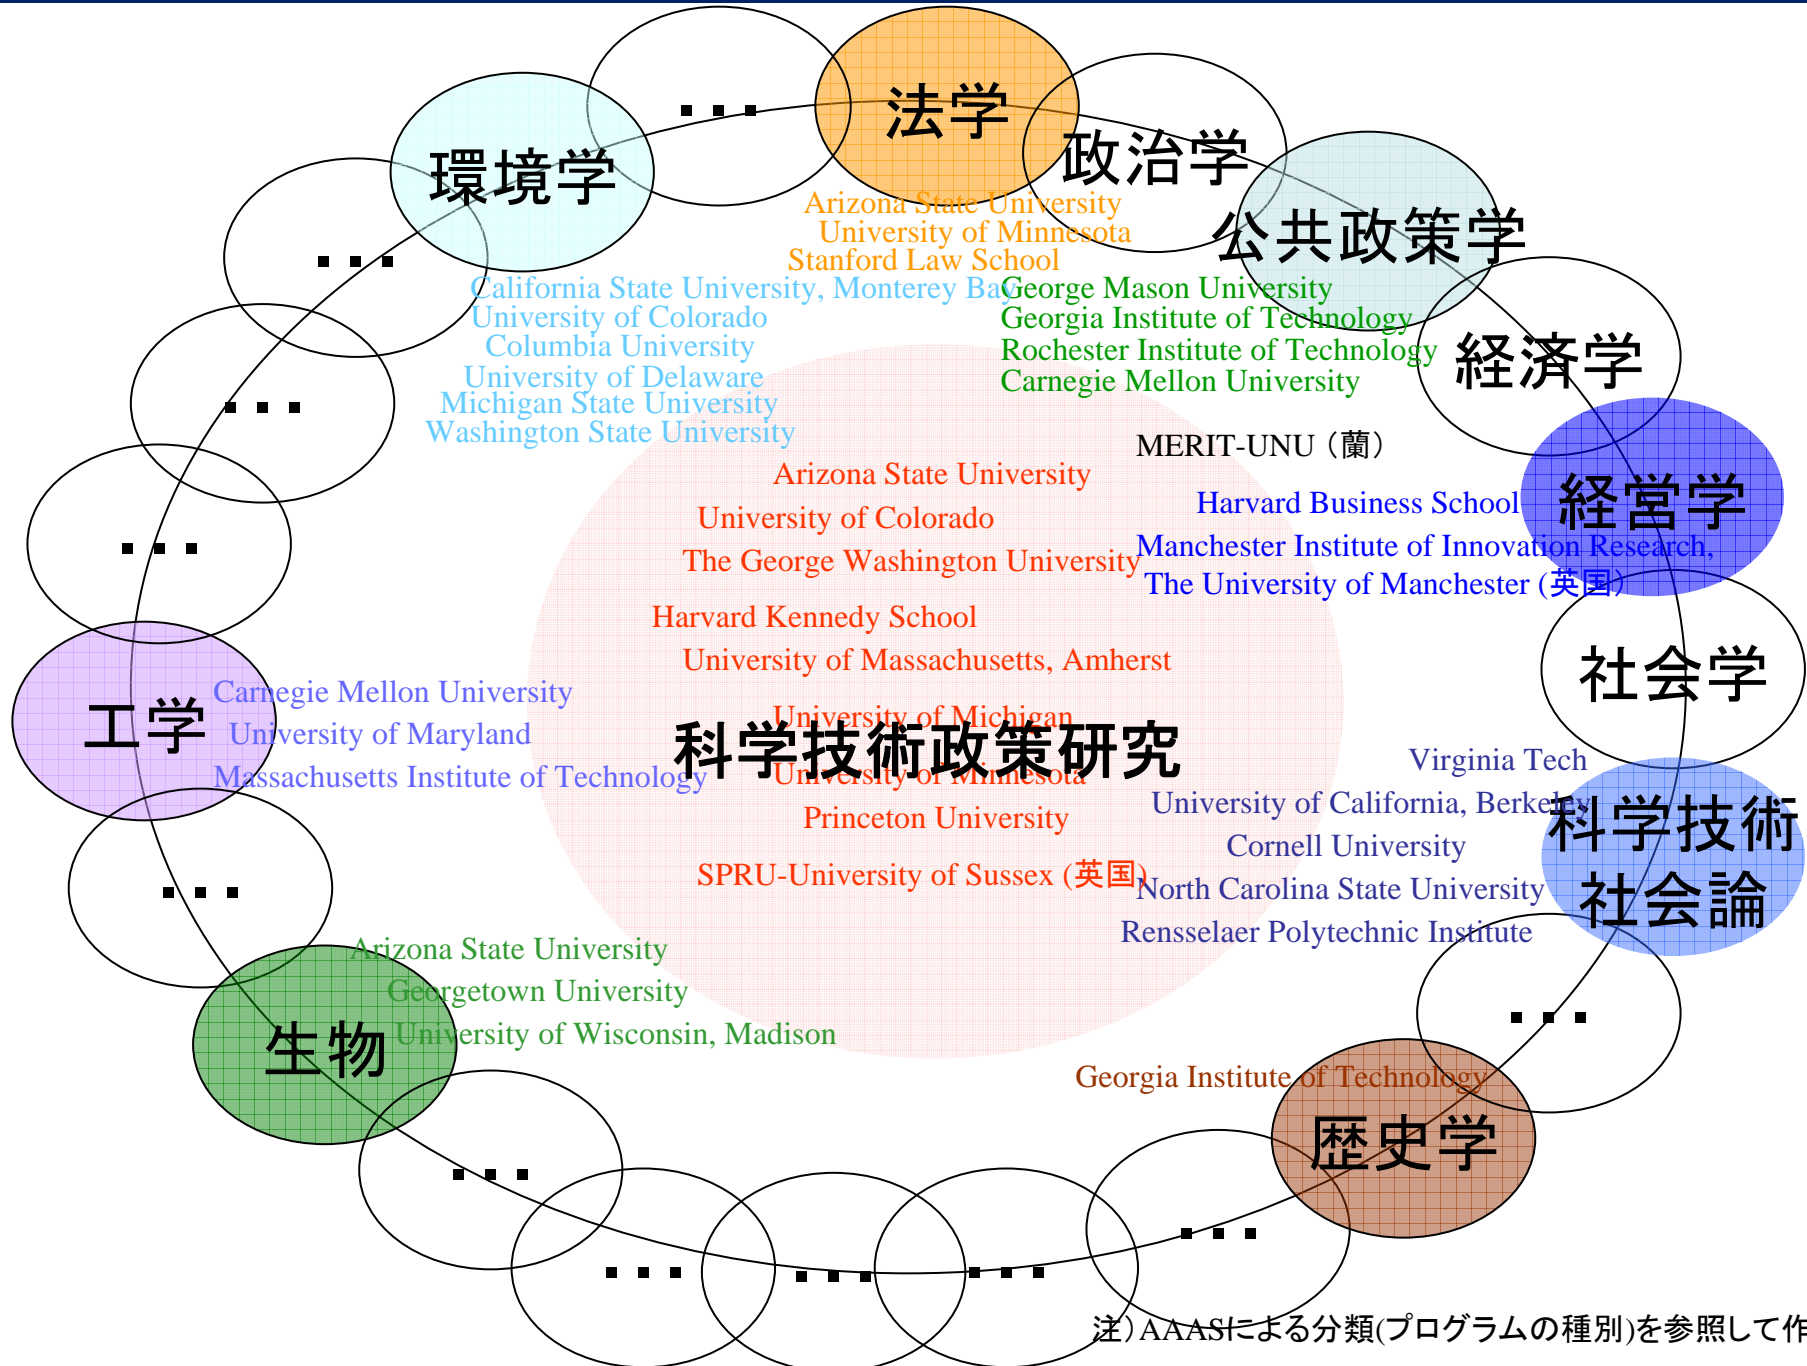 ･･･
法学
政治学
環境学
公共政策学
･･･
･･･
経済学
経営学
･･･
社会学
工学
科学技術
社会論
･･･
生物
･･･
歴史学
･･･
･･･
･･･
･･･
･･･
Arizona State University
University of Minnesota
Stanford Law School
California State University, Monterey Bay
University of Colorado
Columbia University
University of Delaware
Michigan State University
Washington State University
George Mason University
Georgia Institute of Technology
Rochester Institute of Technology
Carnegie Mellon University
MERIT-UNU（蘭）
Harvard Business School
Manchester Institute of Innovation Research,
The University of Manchester (英国）
Arizona State University
University of Colorado
The George Washington University
Harvard Kennedy School
University of Massachusetts, Amherst
University of Michigan
科学技術政策研究
University of Minnesota
Princeton University
SPRU-University of Sussex (英国)
Carnegie Mellon University
University of Maryland
Massachusetts Institute of Technology
Virginia Tech
University of California, Berkeley
Cornell University
North Carolina State University
Rensselaer Polytechnic Institute
Arizona State University
Georgetown University
University of Wisconsin, Madison
Georgia Institute of Technology
注）AAASによる分類(プログラムの種別)を参照して作